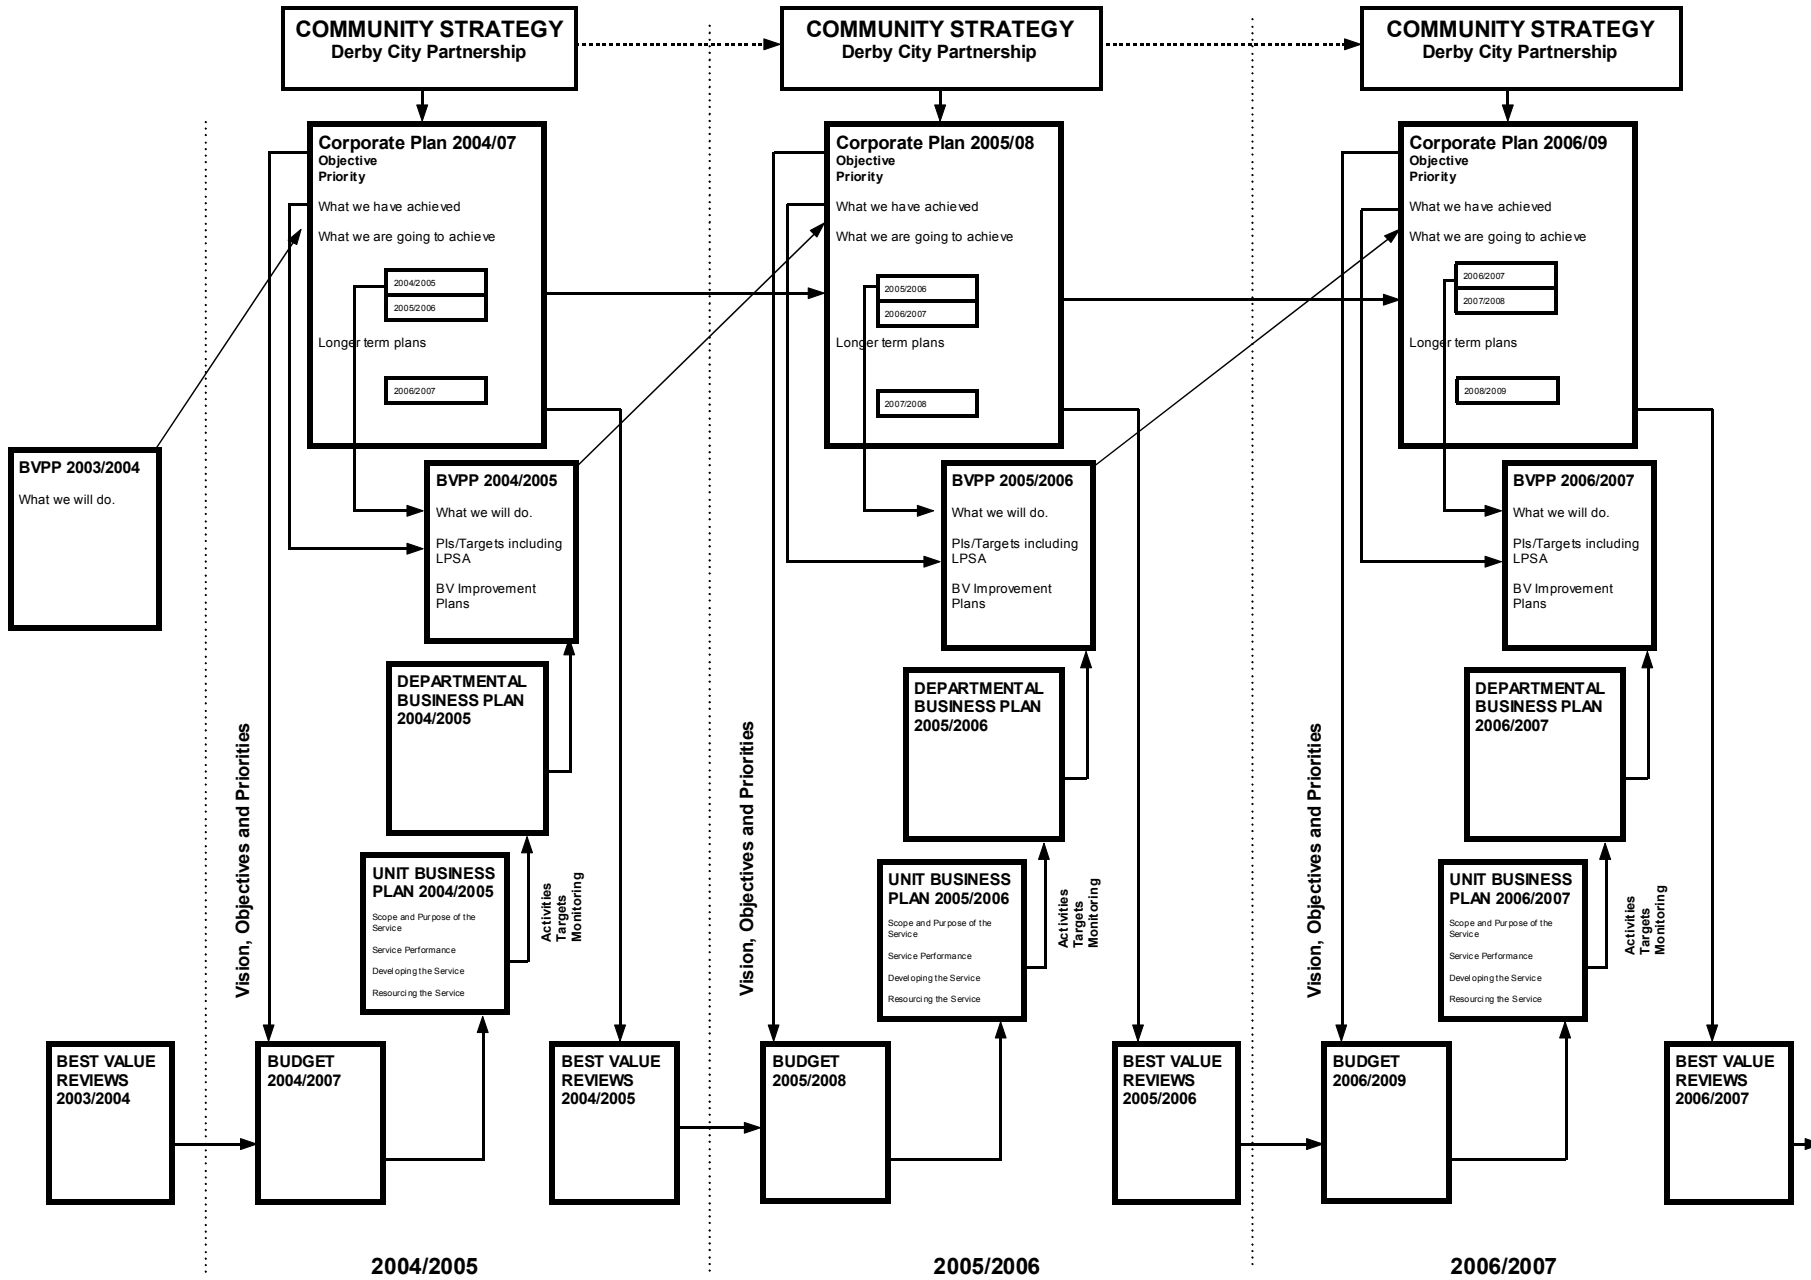 COMMUNITY STRATEGY
Derby City Partnership
COMMUNITY STRATEGY
Derby City Partnership
COMMUNITY STRATEGY
Derby City Partnership
Corporate Plan 2004/07
Objective
Priority
What we have achieved
What we are going to achieve
2004/2005
2005/2006
Longer term plans
2006/2007
Corporate Plan 2005/08
Objective
Priority
What we have achieved
What we are going to achieve
2005/2006
2006/2007
Longer term plans
2007/2008
Corporate Plan 2006/09
Objective
Priority
What we have achieved
What we are going to achieve
2006/2007
2007/2008
Longer term plans
2008/2009
BVPP 2003/2004
What we will do.
BVPP 2004/2005
What we will do.
PIs/Targets including
LPSA
BV Improvement
Plans
BVPP 2005/2006
What we will do.
PIs/Targets including
LPSA
BV Improvement
Plans
BVPP 2006/2007
What we will do.
PIs/Targets including
LPSA
BV Improvement
Plans
DEPARTMENTAL
BUSINESS PLAN
2004/2005
DEPARTMENTAL
BUSINESS PLAN
2005/2006
DEPARTMENTAL
BUSINESS PLAN
2006/2007
Vision, Objectives and Priorities
Vision, Objectives and Priorities
Vision, Objectives and Priorities
UNIT BUSINESS
PLAN 2004/2005
Scope and Purpose of the
Service
Service Performance
Developing the Service
Resourcing the Service
Activities
Targets
Monitoring
UNIT BUSINESS
PLAN 2005/2006
Scope and Purpose of the
Service
Service Performance
Developing the Service
Resourcing the Service
Activities
Targets
Monitoring
UNIT BUSINESS
PLAN 2006/2007
Scope and Purpose of the
Service
Service Performance
Developing the Service
Resourcing the Service
Activities
Targets
Monitoring
BEST VALUE
REVIEWS
2003/2004
BUDGET
2004/2007
BEST VALUE
REVIEWS
2004/2005
BUDGET
2005/2008
BEST VALUE
REVIEWS
2005/2006
BUDGET
2006/2009
BEST VALUE
REVIEWS
2006/2007
2004/2005
2005/2006
2006/2007